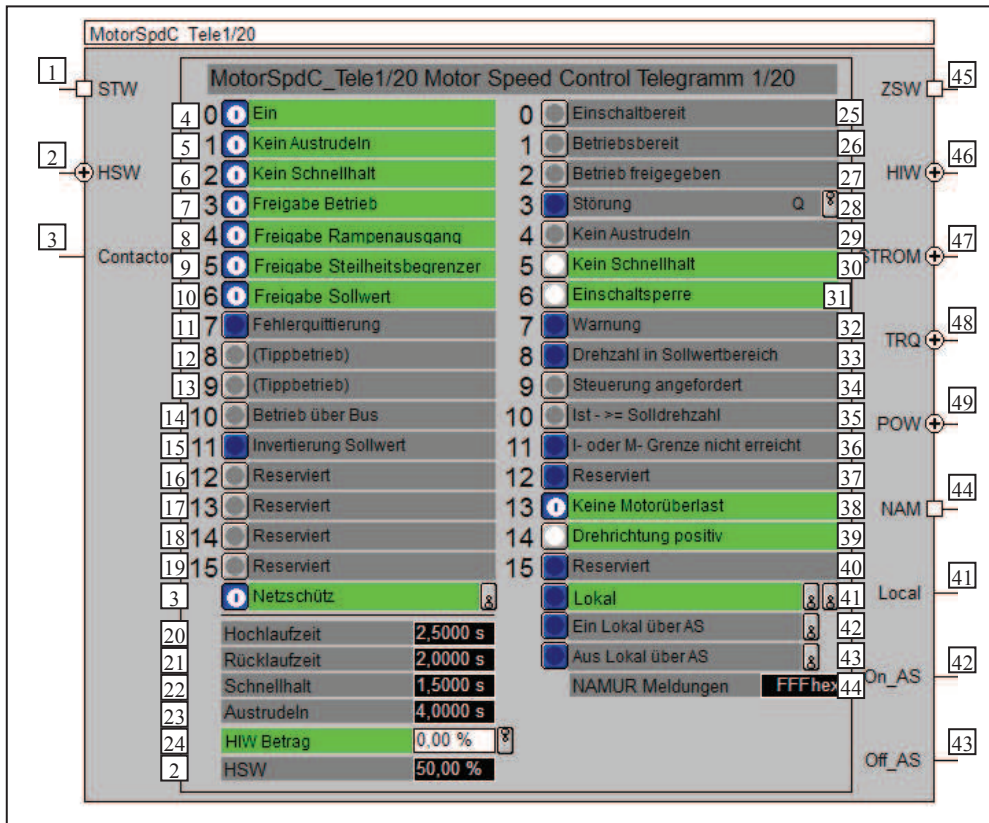 MotorSpdC_Tele1/20
MotorSpdC_Tele1/20 Motor Speed Control Telegramm 1/20
1 STW ZSW 45
2 HSW HIW 46
3 Contactor STROM 47
TRQ 48
POW 49
NAM 44
Local 41
On_AS 42
Off_AS 43
4 0 Ein
5 1 Kein Austrudeln
6 2 Kein Schnellhalt
7 3 Freigabe Betrieb
8 4 Freigabe Rampenausgang
9 5 Freigabe Steilheitsbegrenzer
10 6 Freigabe Sollwert
11 7 Fehlerquittierung
12 8 (Tippbetrieb)
13 9 (Tippbetrieb)
14 10 Betrieb über Bus
15 11 Invertierung Sollwert
16 12 Reserviert
17 13 Reserviert
18 14 Reserviert
19 15 Reserviert
3 Netzschütz
20 Hochlaufzeit 2,5000 s
21 Rücklaufzeit 2,0000 s
22 Schnellhalt 1,5000 s
23 Austrudeln 4,0000 s
24 HIW Betrag 0,00 %
2 HSW 50,00 %
0 Einschaltbereit 25
1 Betriebsbereit 26
2 Betrieb freigegeben 27
3 Störung Q 28
4 Kein Austrudeln 29
5 Kein Schnellhalt 30
6 Einschaltsperre 31
7 Warnung 32
8 Drehzahl in Sollwertbereich 33
9 Steuerung angefordert 34
10 Ist - >= Solldrehzahl 35
11 I- oder M- Grenze nicht erreicht 36
12 Reserviert 37
13 Keine Motorüberlast 38
14 Drehrichtung positiv 39
15 Reserviert 40
Lokal 41
Ein Lokal über AS 42
Aus Lokal über AS 43
NAMUR Meldungen FFFhex 44